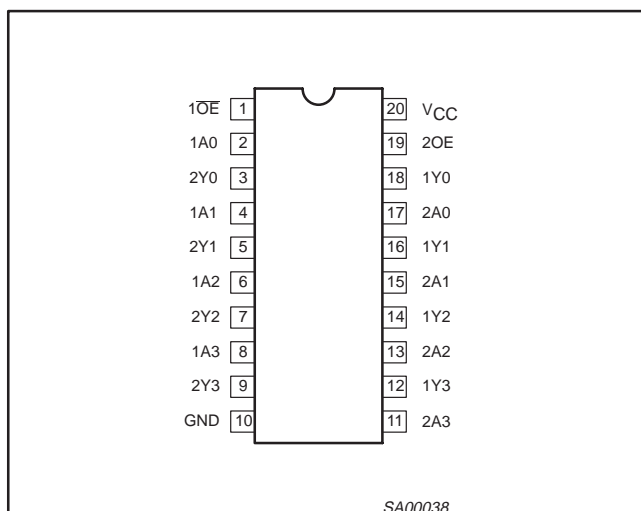 1O̅E̅ 1 20 VCC
1A0 2 19 2OE
2Y0 3 18 1Y0
1A1 4 17 2A0
2Y1 5 16 1Y1
1A2 6 15 2A1
2Y2 7 14 1Y2
1A3 8 13 2A2
2Y3 9 12 1Y3
GND 10 11 2A3
SA00038